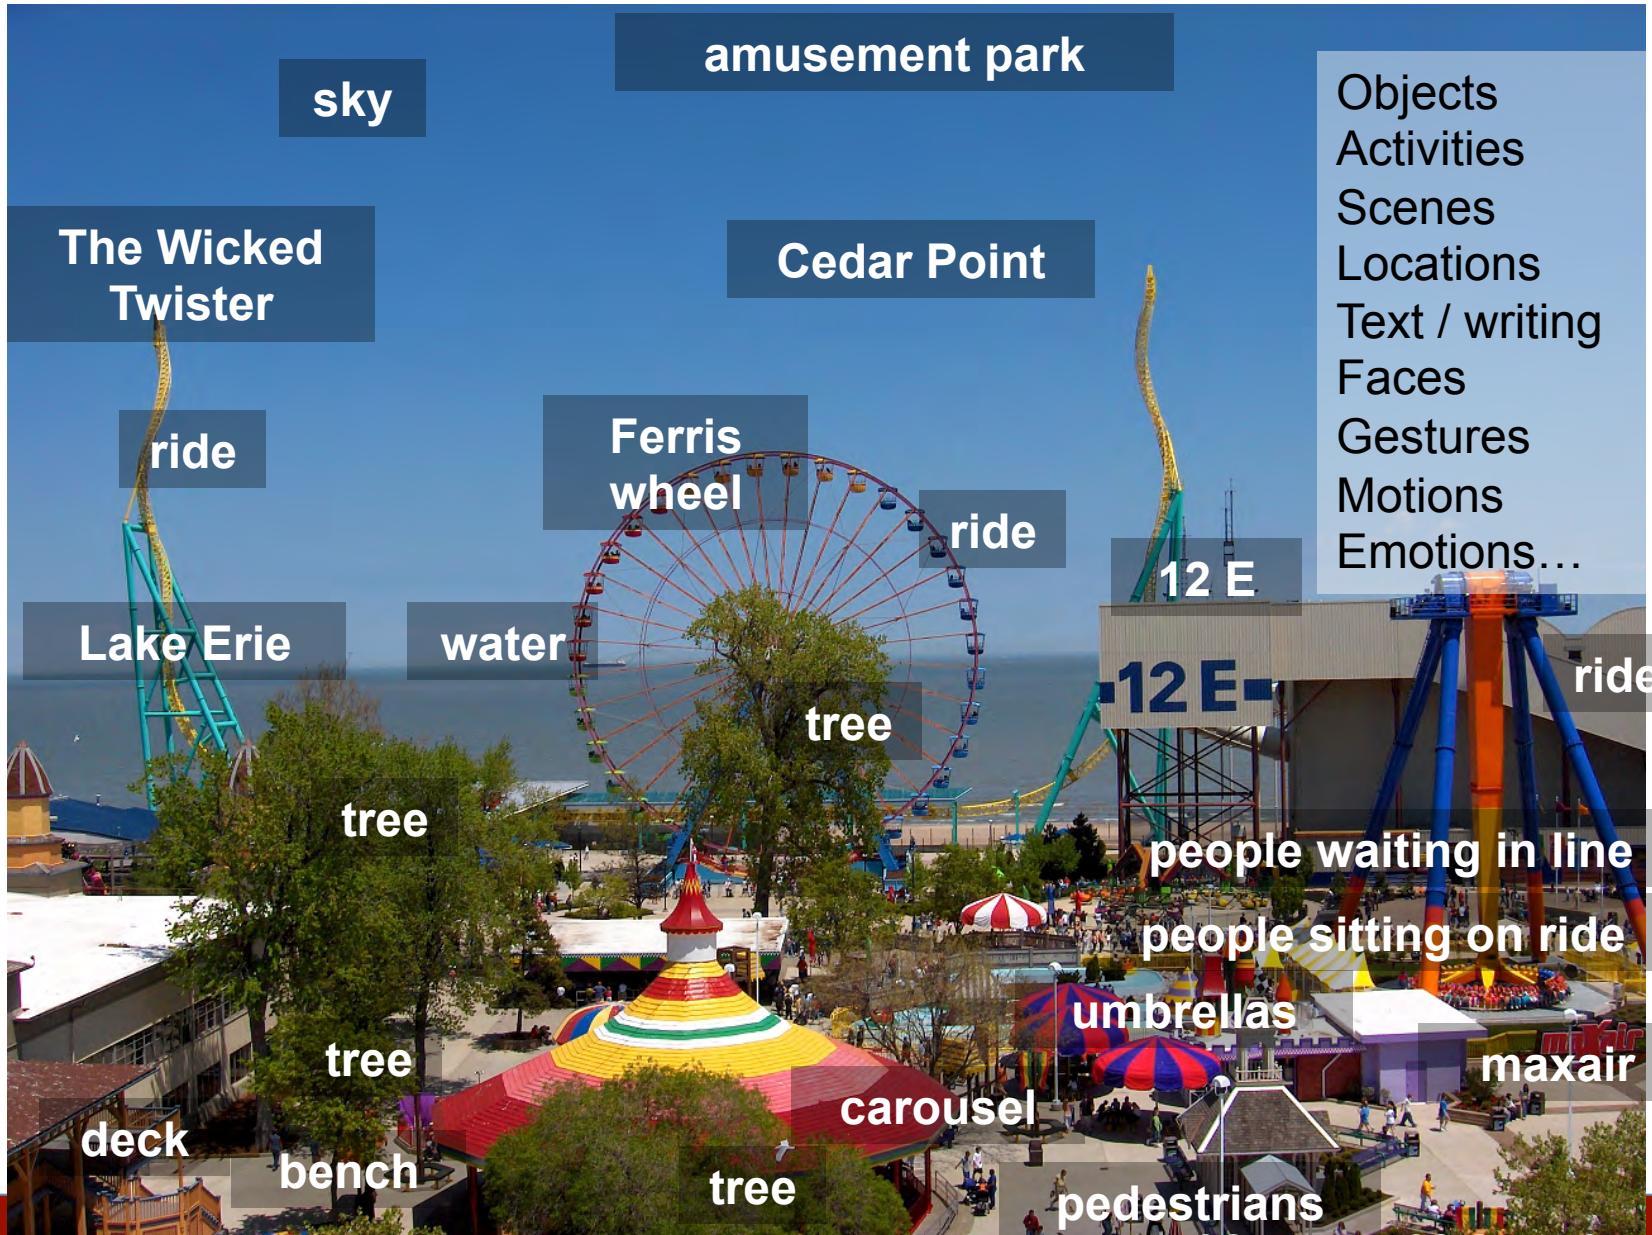 amusement park
sky
Objects
Activities
Scenes
Locations
Text / writing
Faces
Gestures
Motions
Emotions…
The Wicked
Twister
Cedar Point
ride
Ferris
wheel
ride
12 E
Lake Erie
water
12 E
ride
tree
tree
people waiting in line
people sitting on ride
umbrellas
maxair
maxair
tree
carousel
deck
bench
tree
pedestrians